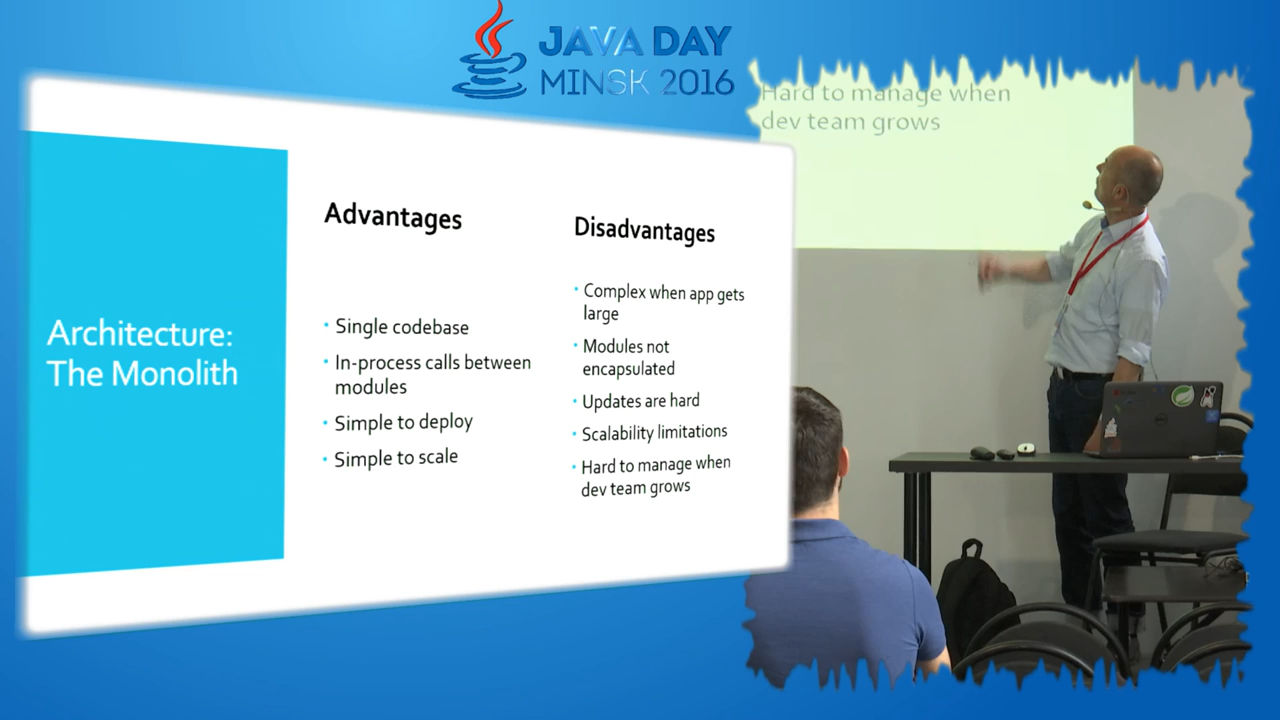 JAVA DAY
MINSK 2016
Architecture:
The Monolith
Advantages
• Single codebase
• In-process calls between
modules
• Simple to deploy
• Simple to scale
Disadvantages
• Complex when app gets
large
• Modules not
encapsulated
• Updates are hard
• Scalability limitations
• Hard to manage when
dev team grows
Hard to manage when
dev team grows